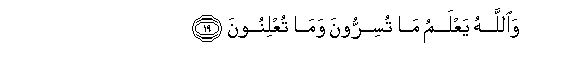 وَٱللَّهُ يَعْلَمُ مَا تُسِرُّونَ وَمَا تُعْلِنُونَ ۝١٩